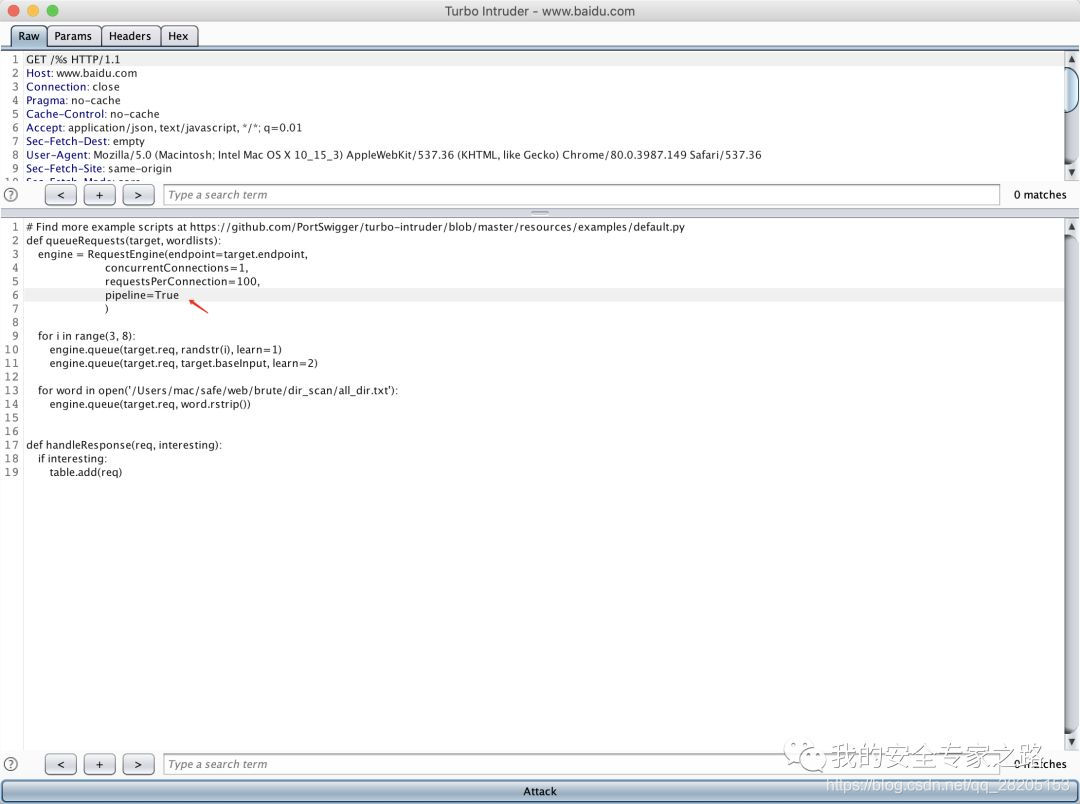 Turbo Intruder - www.baidu.com
Raw Params Headers Hex
1 GET /%s HTTP/1.1
2 Host: www.baidu.com
3 Connection: close
4 Pragma: no-cache
5 Cache-Control: no-cache
6 Accept: application/json, text/javascript, */*; q=0.01
7 Sec-Fetch-Dest: empty
8 User-Agent: Mozilla/5.0 (Macintosh; Intel Mac OS X 10_15_3) AppleWebKit/537.36 (KHTML, like Gecko) Chrome/80.0.3987.149 Safari/537.36
9 Sec-Fetch-Site: same-origin
? < + > Type a search term 0 matches
1 # Find more example scripts at https://github.com/PortSwigger/turbo-intruder/blob/master/resources/examples/default.py
2 def queueRequests(target, wordlists):
3 engine = RequestEngine(endpoint=target.endpoint,
4 concurrentConnections=1,
5 requestsPerConnection=100,
6 pipeline=True
7 )
8
9 for i in range(3, 8):
10 engine.queue(target.req, randstr(i), learn=1)
11 engine.queue(target.req, target.baseInput, learn=2)
12
13 for word in open('/Users/mac/safe/web/brute/dir_scan/all_dir.txt'):
14 engine.queue(target.req, word.rstrip())
15
16
17 def handleResponse(req, interesting):
18 if interesting:
19 table.add(req)
? < + > Type a search term 0 matches
我的安全专家之路
https://blog.csdn.net/qq_28205153
Attack